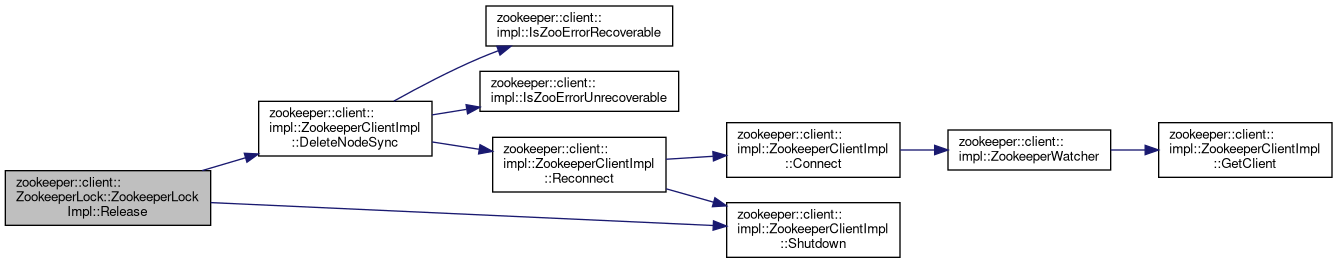 zookeeper::client::
impl::IsZooErrorRecoverable
zookeeper::client::
impl::IsZooErrorUnrecoverable
zookeeper::client::
impl::ZookeeperClientImpl
::DeleteNodeSync
zookeeper::client::
impl::ZookeeperClientImpl
::Reconnect
zookeeper::client::
impl::ZookeeperClientImpl
::Connect
zookeeper::client::
impl::ZookeeperWatcher
zookeeper::client::
impl::ZookeeperClientImpl
::GetClient
zookeeper::client::
ZookeeperLock::ZookeeperLock
Impl::Release
zookeeper::client::
impl::ZookeeperClientImpl
::Shutdown